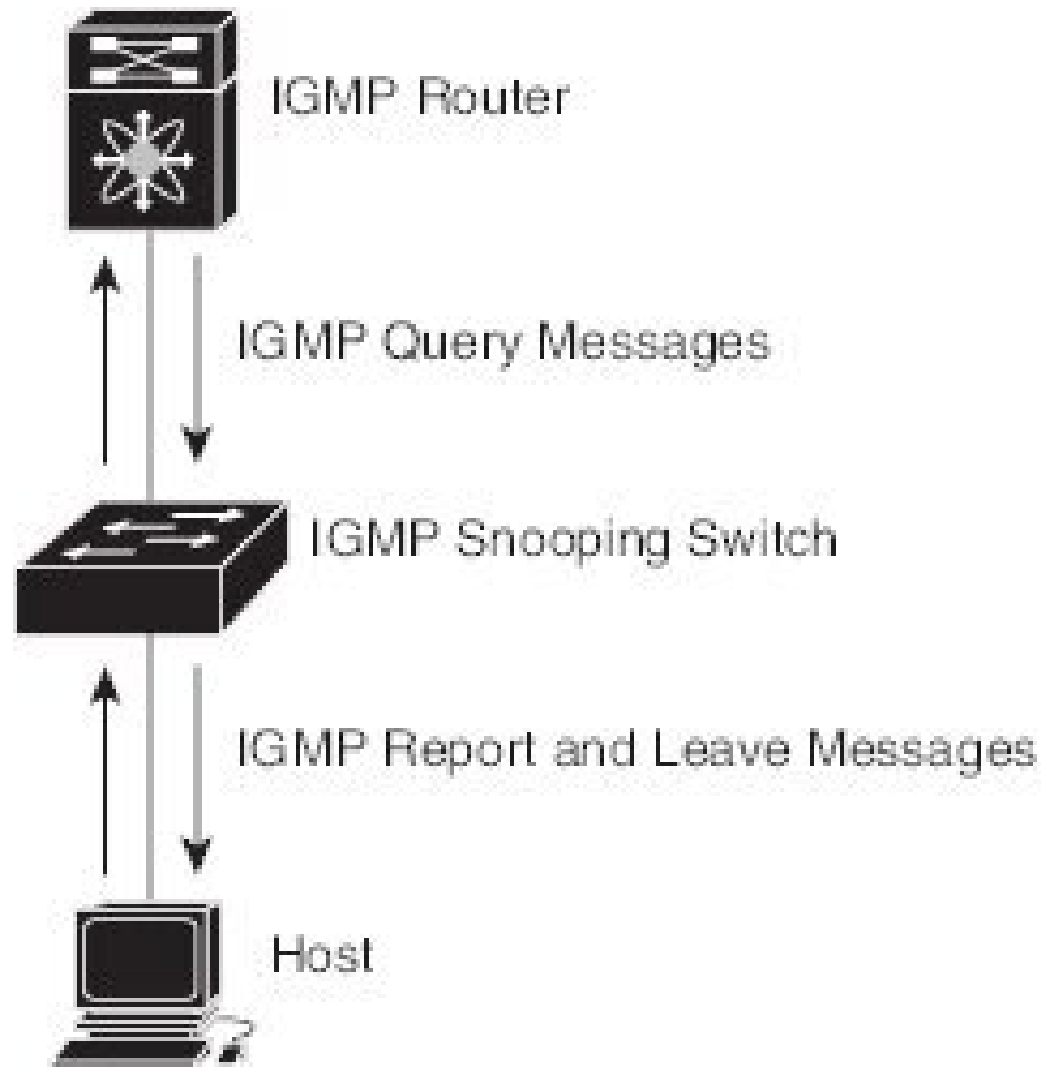 IGMP Router
IGMP Query Messages
IGMP Snooping Switch
IGMP Report and Leave Messages
Host